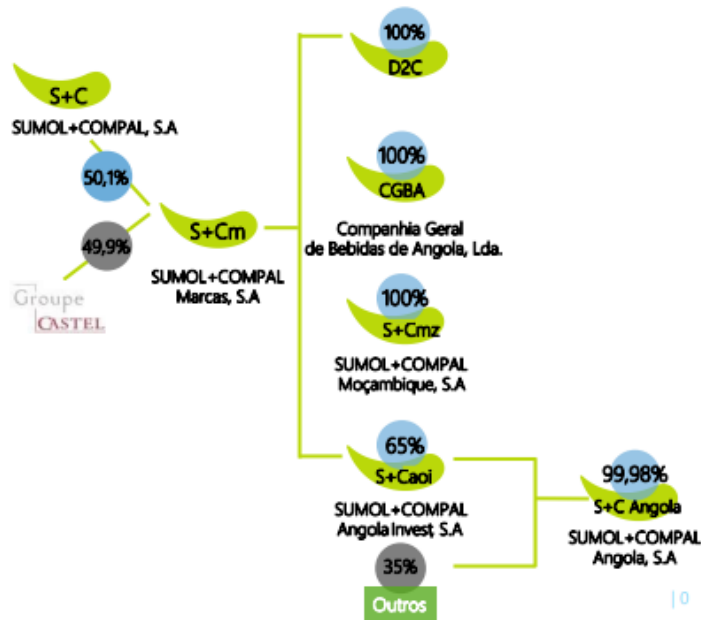 S+C
SUMOL+COMPAL, S.A
50,1%
49,9%
Groupe
CASTEL
S+Cm
SUMOL+COMPAL
Marcas, S.A
100%
D2C
100%
CGBA
Companhia Geral
de Bebidas de Angola, Lda.
100%
S+Cmz
SUMOL+COMPAL
Moçambique, S.A
65%
S+Caoi
SUMOL+COMPAL
Angola Invest, S.A
35%
Outros
99,98%
S+C Angola
SUMOL+COMPAL
Angola, S.A
| 0